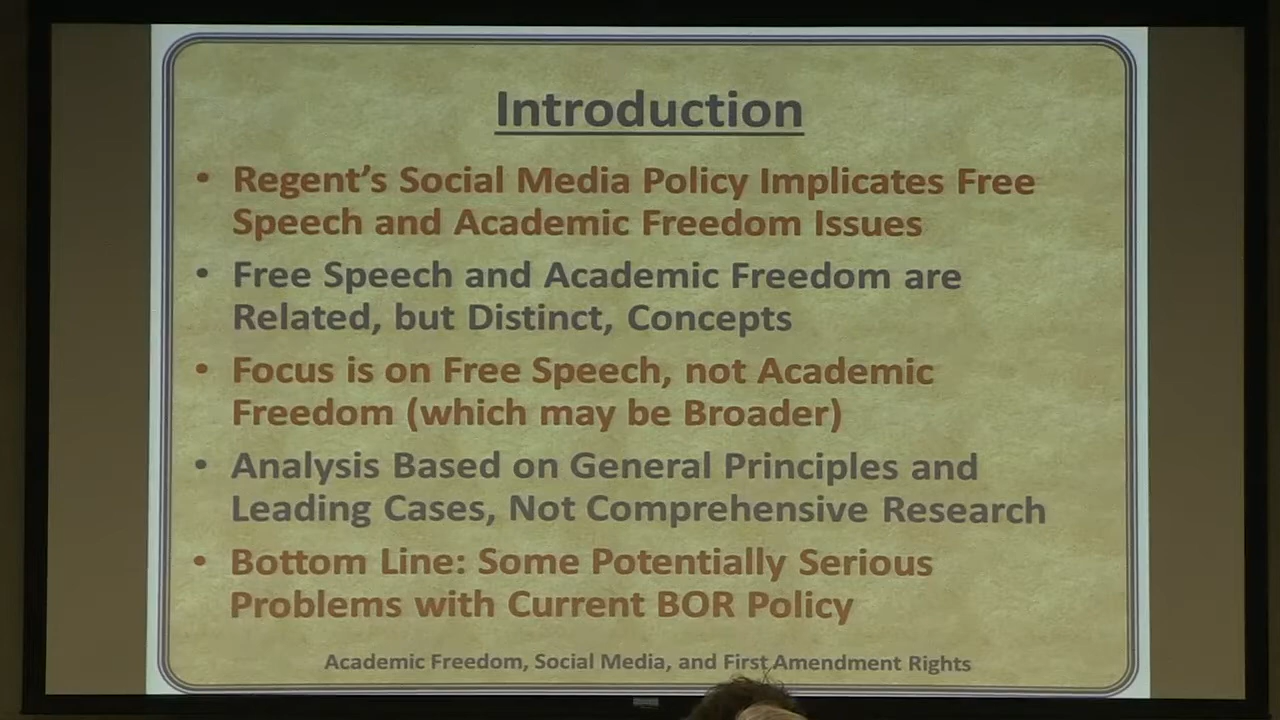 Introduction
• Regent's Social Media Policy Implicates Free
Speech and Academic Freedom Issues
• Free Speech and Academic Freedom are
Related, but Distinct, Concepts
• Focus is on Free Speech, not Academic
Freedom (which may be Broader)
• Analysis Based on General Principles and
Leading Cases, Not Comprehensive Research
• Bottom Line: Some Potentially Serious
Problems with Current BOR Policy
Academic Freedom, Social Media, and First Amendment Rights